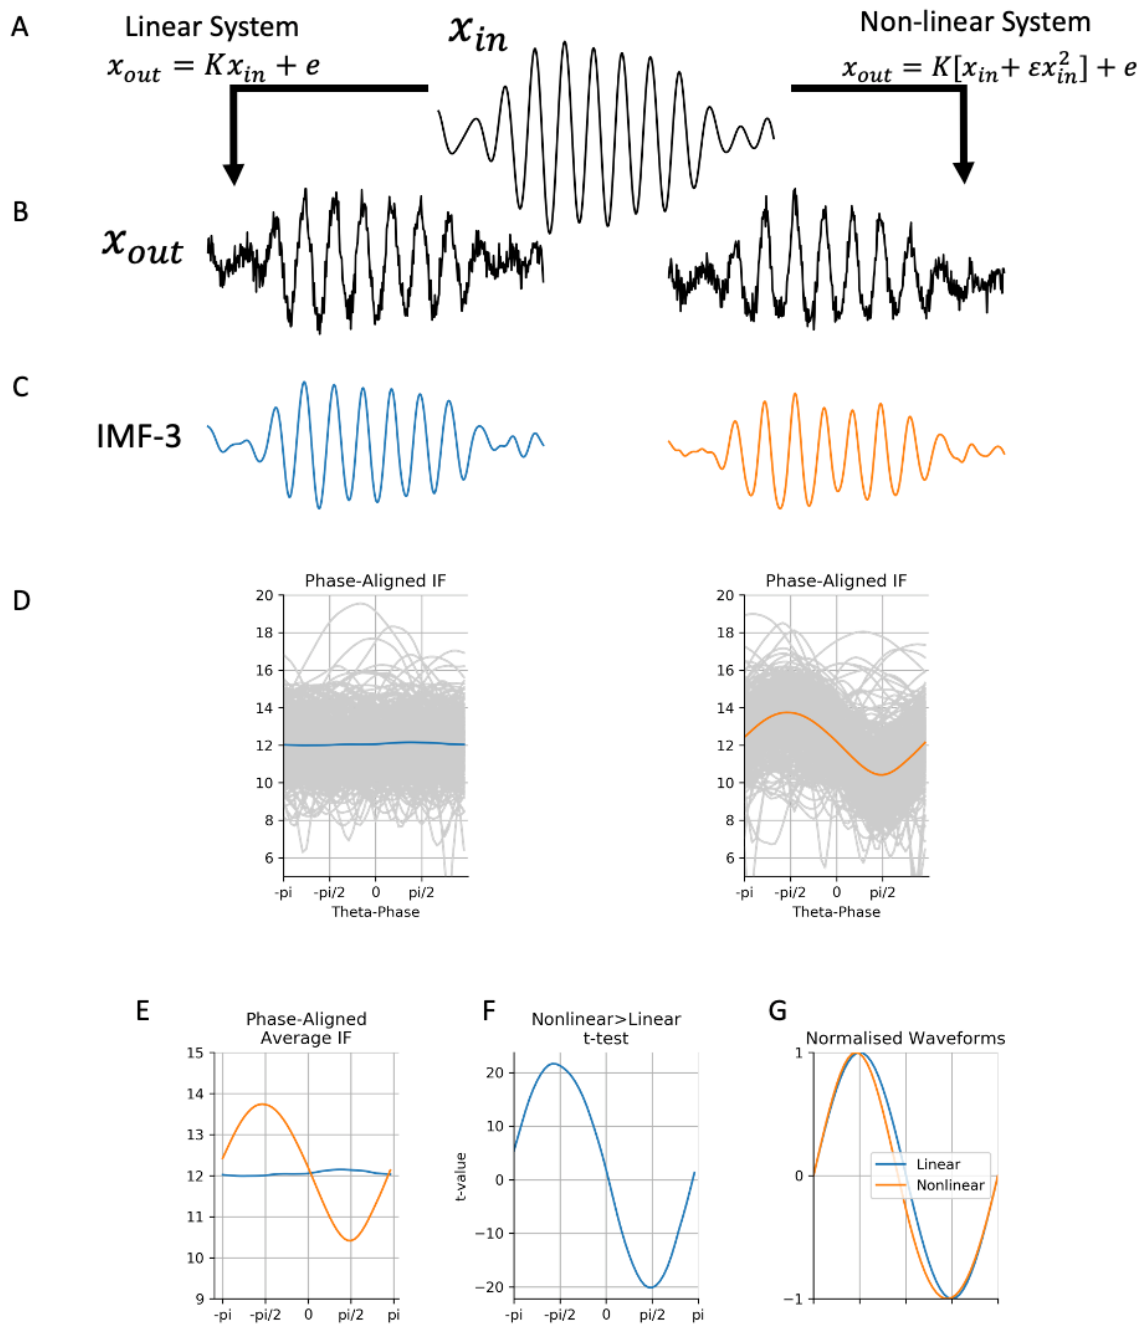 A
Linear System
x_out = Kx_in + e
x_in
Non-linear System
x_out = K[x_in + εx_in^2] + e
B
x_out
C
IMF-3
D
Phase-Aligned IF
20
18
16
14
12
10
8
6
-pi -pi/2 0 pi/2
Theta-Phase
Phase-Aligned IF
20
18
16
14
12
10
8
6
-pi -pi/2 0 pi/2
Theta-Phase
E
Phase-Aligned
Average IF
15
14
13
12
11
10
9
-pi -pi/2 0 pi/2 pi
F
Nonlinear>Linear
t-test
t-value
20
10
0
−10
−20
-pi -pi/2 0 pi/2 pi
G
Normalised Waveforms
1
0
−1
Linear
Nonlinear